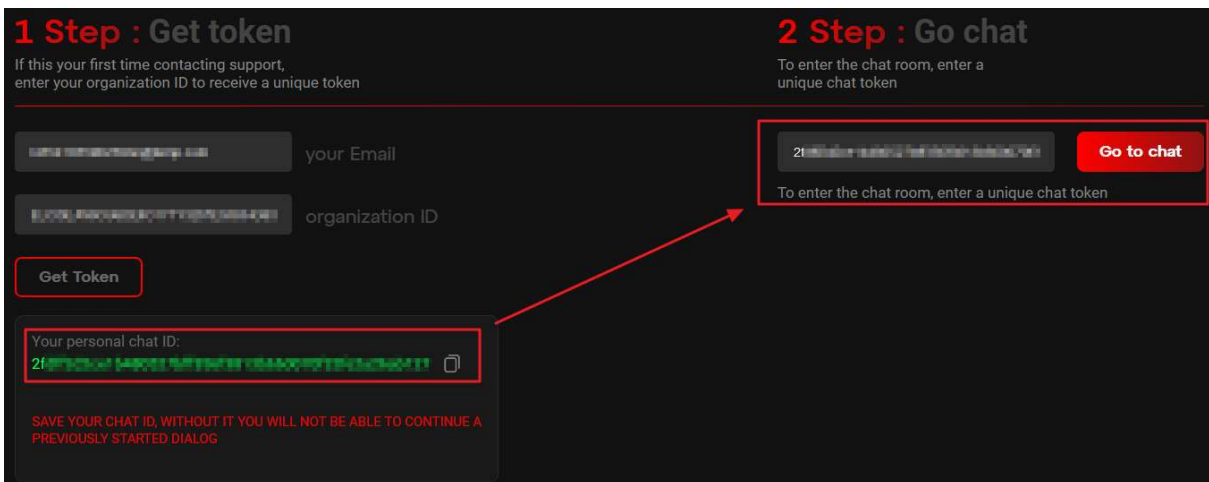 1 Step : Get token
If this your first time contacting support,
enter your organization ID to receive a unique token
your Email
organization ID
Get Token
Your personal chat ID:
2f
SAVE YOUR CHAT ID, WITHOUT IT YOU WILL NOT BE ABLE TO CONTINUE A
PREVIOUSLY STARTED DIALOG
2 Step : Go chat
To enter the chat room, enter a
unique chat token
Go to chat
To enter the chat room, enter a unique chat token